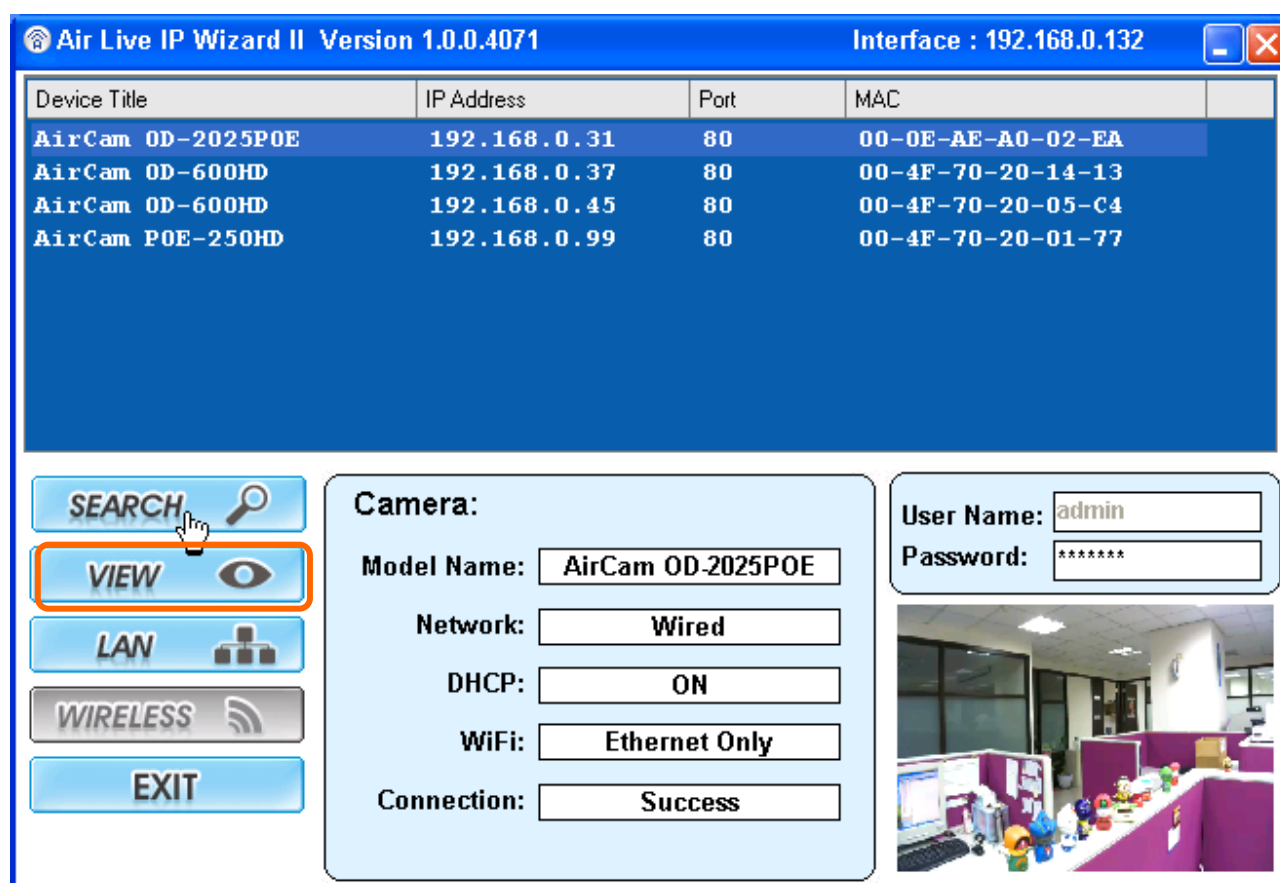 Air Live IP Wizard II Version 1.0.0.4071 Interface : 192.168.0.132
Device Title IP Address Port MAC
AirCam OD-2025POE 192.168.0.31 80 00-0E-AE-A0-02-EA
AirCam OD-600HD 192.168.0.37 80 00-4F-70-20-14-13
AirCam OD-600HD 192.168.0.45 80 00-4F-70-20-05-C4
AirCam POE-250HD 192.168.0.99 80 00-4F-70-20-01-77
SEARCH
VIEW
LAN
WIRELESS
EXIT
Camera:
Model Name: AirCam OD-2025POE
Network: Wired
DHCP: ON
WiFi: Ethernet Only
Connection: Success
User Name: admin
Password: *******